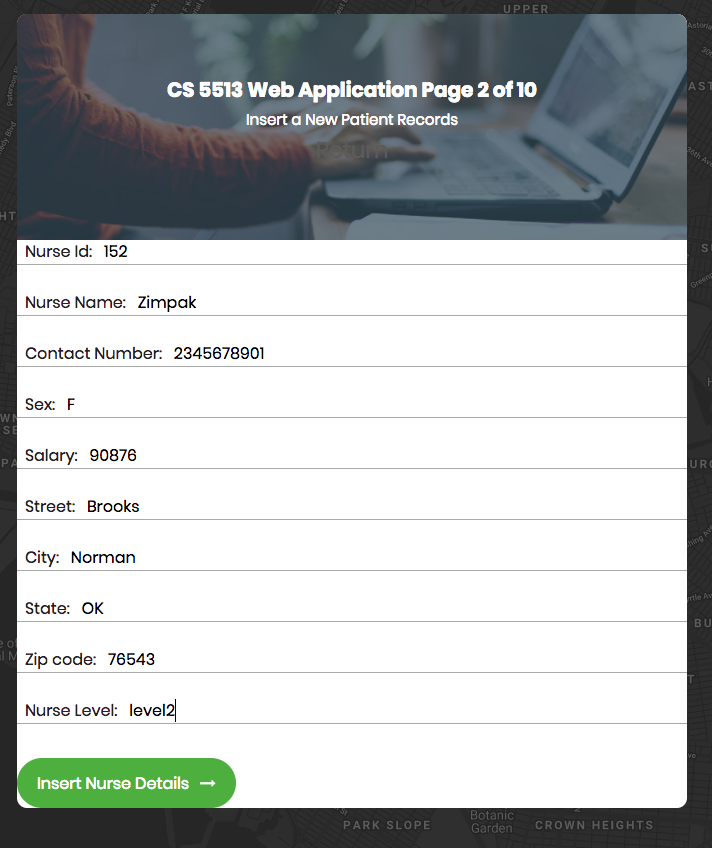 UPPER
CS 5513 Web Application Page 2 of 10
Insert a New Patient Records
Return
Nurse Id: 152
Nurse Name: Zimpak
Contact Number: 2345678901
Sex: F
Salary: 90876
Street: Brooks
City: Norman
State: OK
Zip code: 76543
Nurse Level: level2
Insert Nurse Details →
PARK SLOPE
Botanic
Garden
CROWN HEIGHTS